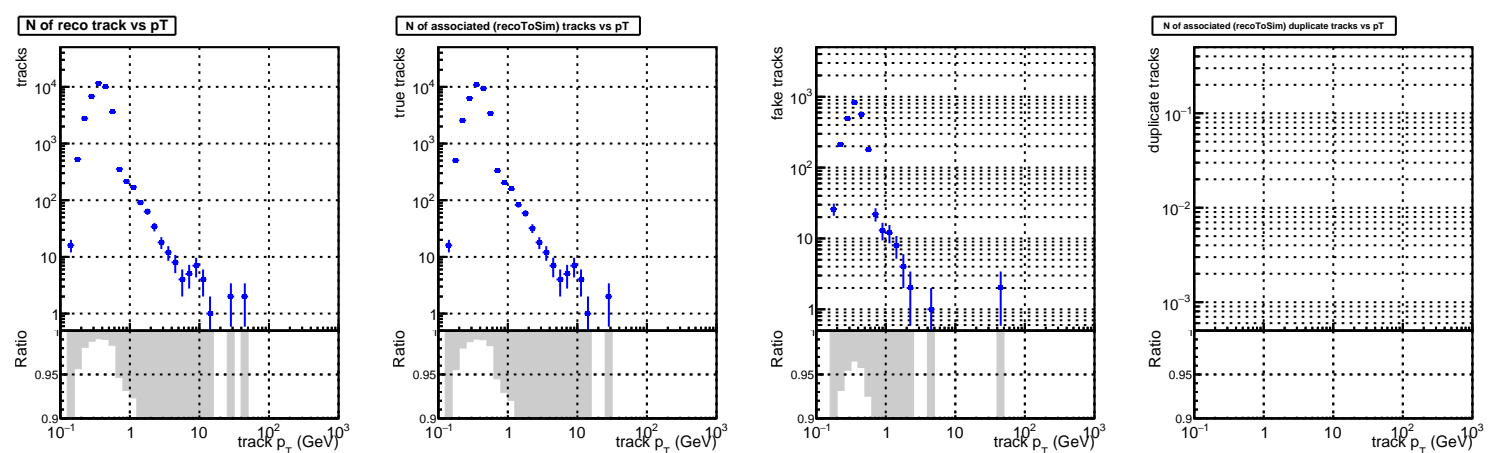 N of reco track vs pT
tracks
10⁴
10³
10²
10
1
Ratio
1
0.95
0.9
10⁻¹ 1 10 10² 10³
track p_T (GeV)
N of associated (recoToSim) tracks vs pT
true tracks
10⁴
10³
10²
10
1
Ratio
1
0.95
0.9
10⁻¹ 1 10 10² 10³
track p_T (GeV)
fake tracks
10³
10²
10
1
Ratio
1
0.95
0.9
10⁻¹ 1 10 10² 10³
track p_T (GeV)
N of associated (recoToSim) duplicate tracks vs pT
duplicate tracks
10⁻¹
10⁻²
10⁻³
Ratio
1
0.95
0.9
10⁻¹ 1 10 10² 10³
track p_T (GeV)